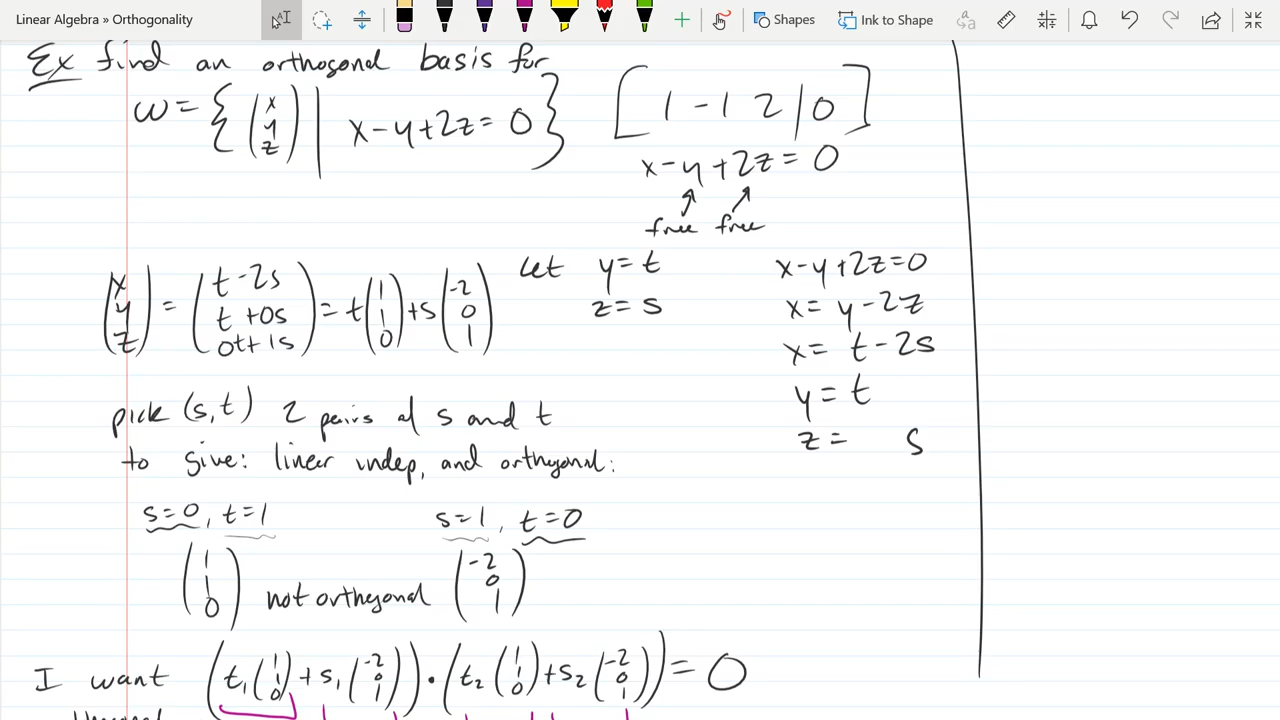 Linear Algebra » Orthogonality
Shapes
Ink to Shape
Ex find an orthogonal basis for
W = { (x y z) | x - y + 2z = 0 }
[ 1 -1 2 | 0 ]
x - y + 2z = 0
free free
(x y z) = (t - 2s, t + 0s, 0t + 1s) = t (1 1 0) + s (-2 0 1)
let y = t
z = s
x - y + 2z = 0
x = y - 2z
x = t - 2s
y = t
z = s
pick (s,t) 2 pairs of s and t
to give: linear indep, and orthogonal:
s=0, t=1
s=1, t=0
(1 1 0) not orthogonal (-2 0 1)
I want (t₁ (1 1 0) + s₁ (-2 0 1)) · (t₂ (1 1 0) + s₂ (-2 0 1)) = 0